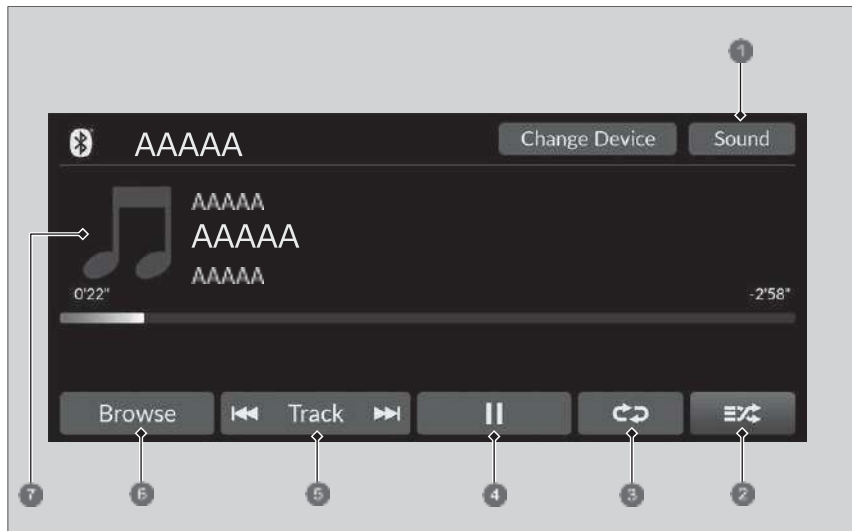 1
AAAAA
Change Device
Sound
AAAAA
AAAAA
AAAAA
7
0'22"
-2'58"
Browse
Track
6
5
4
3
2